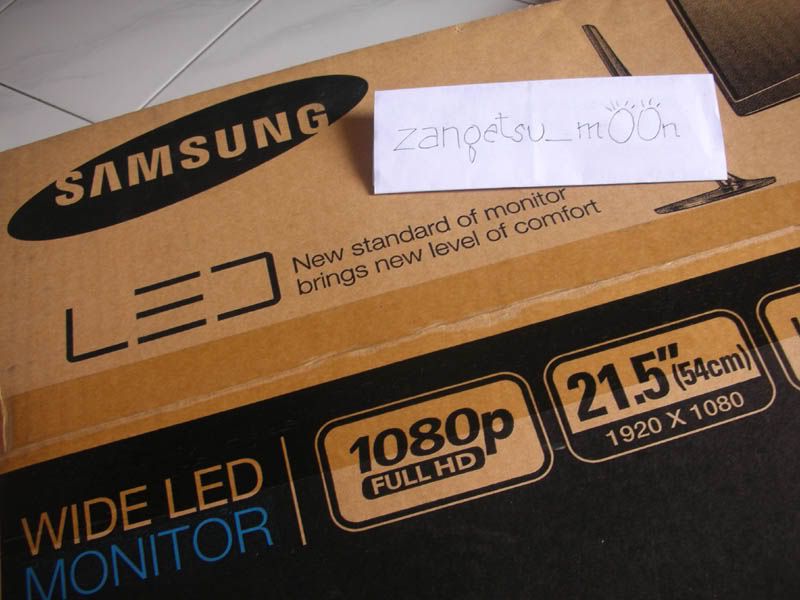 SAMSUNG
zangetsu_mOOn
LED
New standard of monitor
brings new level of comfort
WIDE LED
MONITOR
1080p
FULL HD
21.5" (54cm)
1920 X 1080